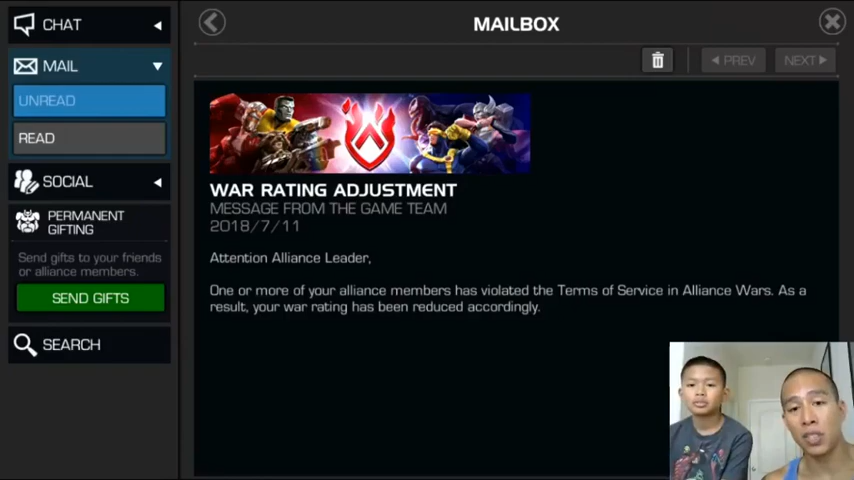 CHAT
MAILBOX
MAIL
PREV
NEXT
UNREAD
READ
SOCIAL
WAR RATING ADJUSTMENT
MESSAGE FROM THE GAME TEAM
2018/7/11
PERMANENT
GIFTING
Send gifts to your friends
or alliance members.
SEND GIFTS
SEARCH
Attention Alliance Leader,
One or more of your alliance members has violated the Terms of Service in Alliance Wars. As a
result, your war rating has been reduced accordingly.